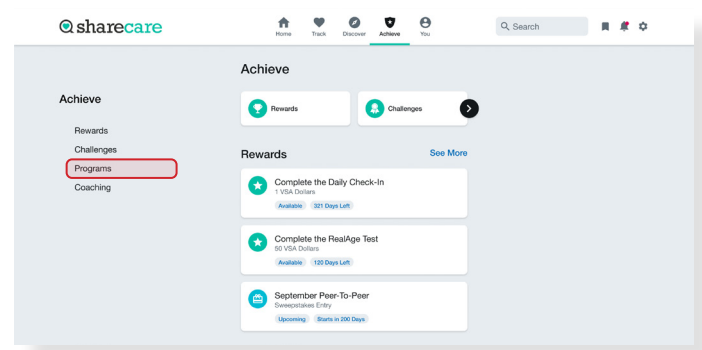 sharecare
Home Track Discover Achieve You
Search
Achieve
Rewards
Challenges
Programs
Coaching
Achieve
Rewards Challenges
Rewards See More
Complete the Daily Check-In
1 VSA Dollars
Available 321 Days Left
Complete the RealAge Test
50 VSA Dollars
Available 120 Days Left
September Peer-To-Peer
Sweepstakes Entry
Upcoming Starts in 200 Days